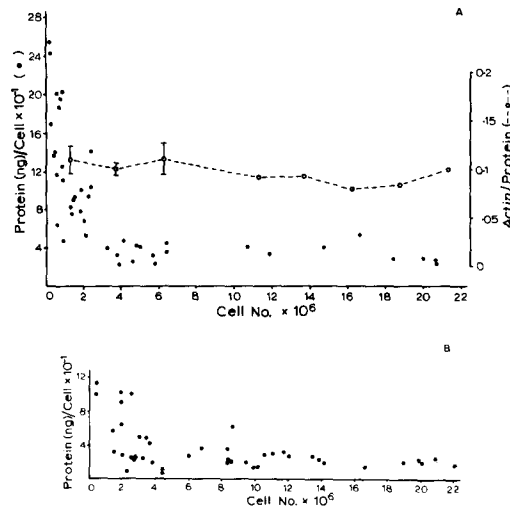 A
Protein (ng)/Cell × 10⁻¹ (•)
28
24
20
16
12
8
4
0·2
·15
0·1
0·05
0
Actin/Protein (--o--)
0 2 4 6 8 10 12 14 16 18 20 22
Cell No. × 10⁶
B
Protein (ng)/Cell × 10⁻¹
12
8
4
0 2 4 6 8 10 12 14 16 18 20 22
Cell No. × 10⁶